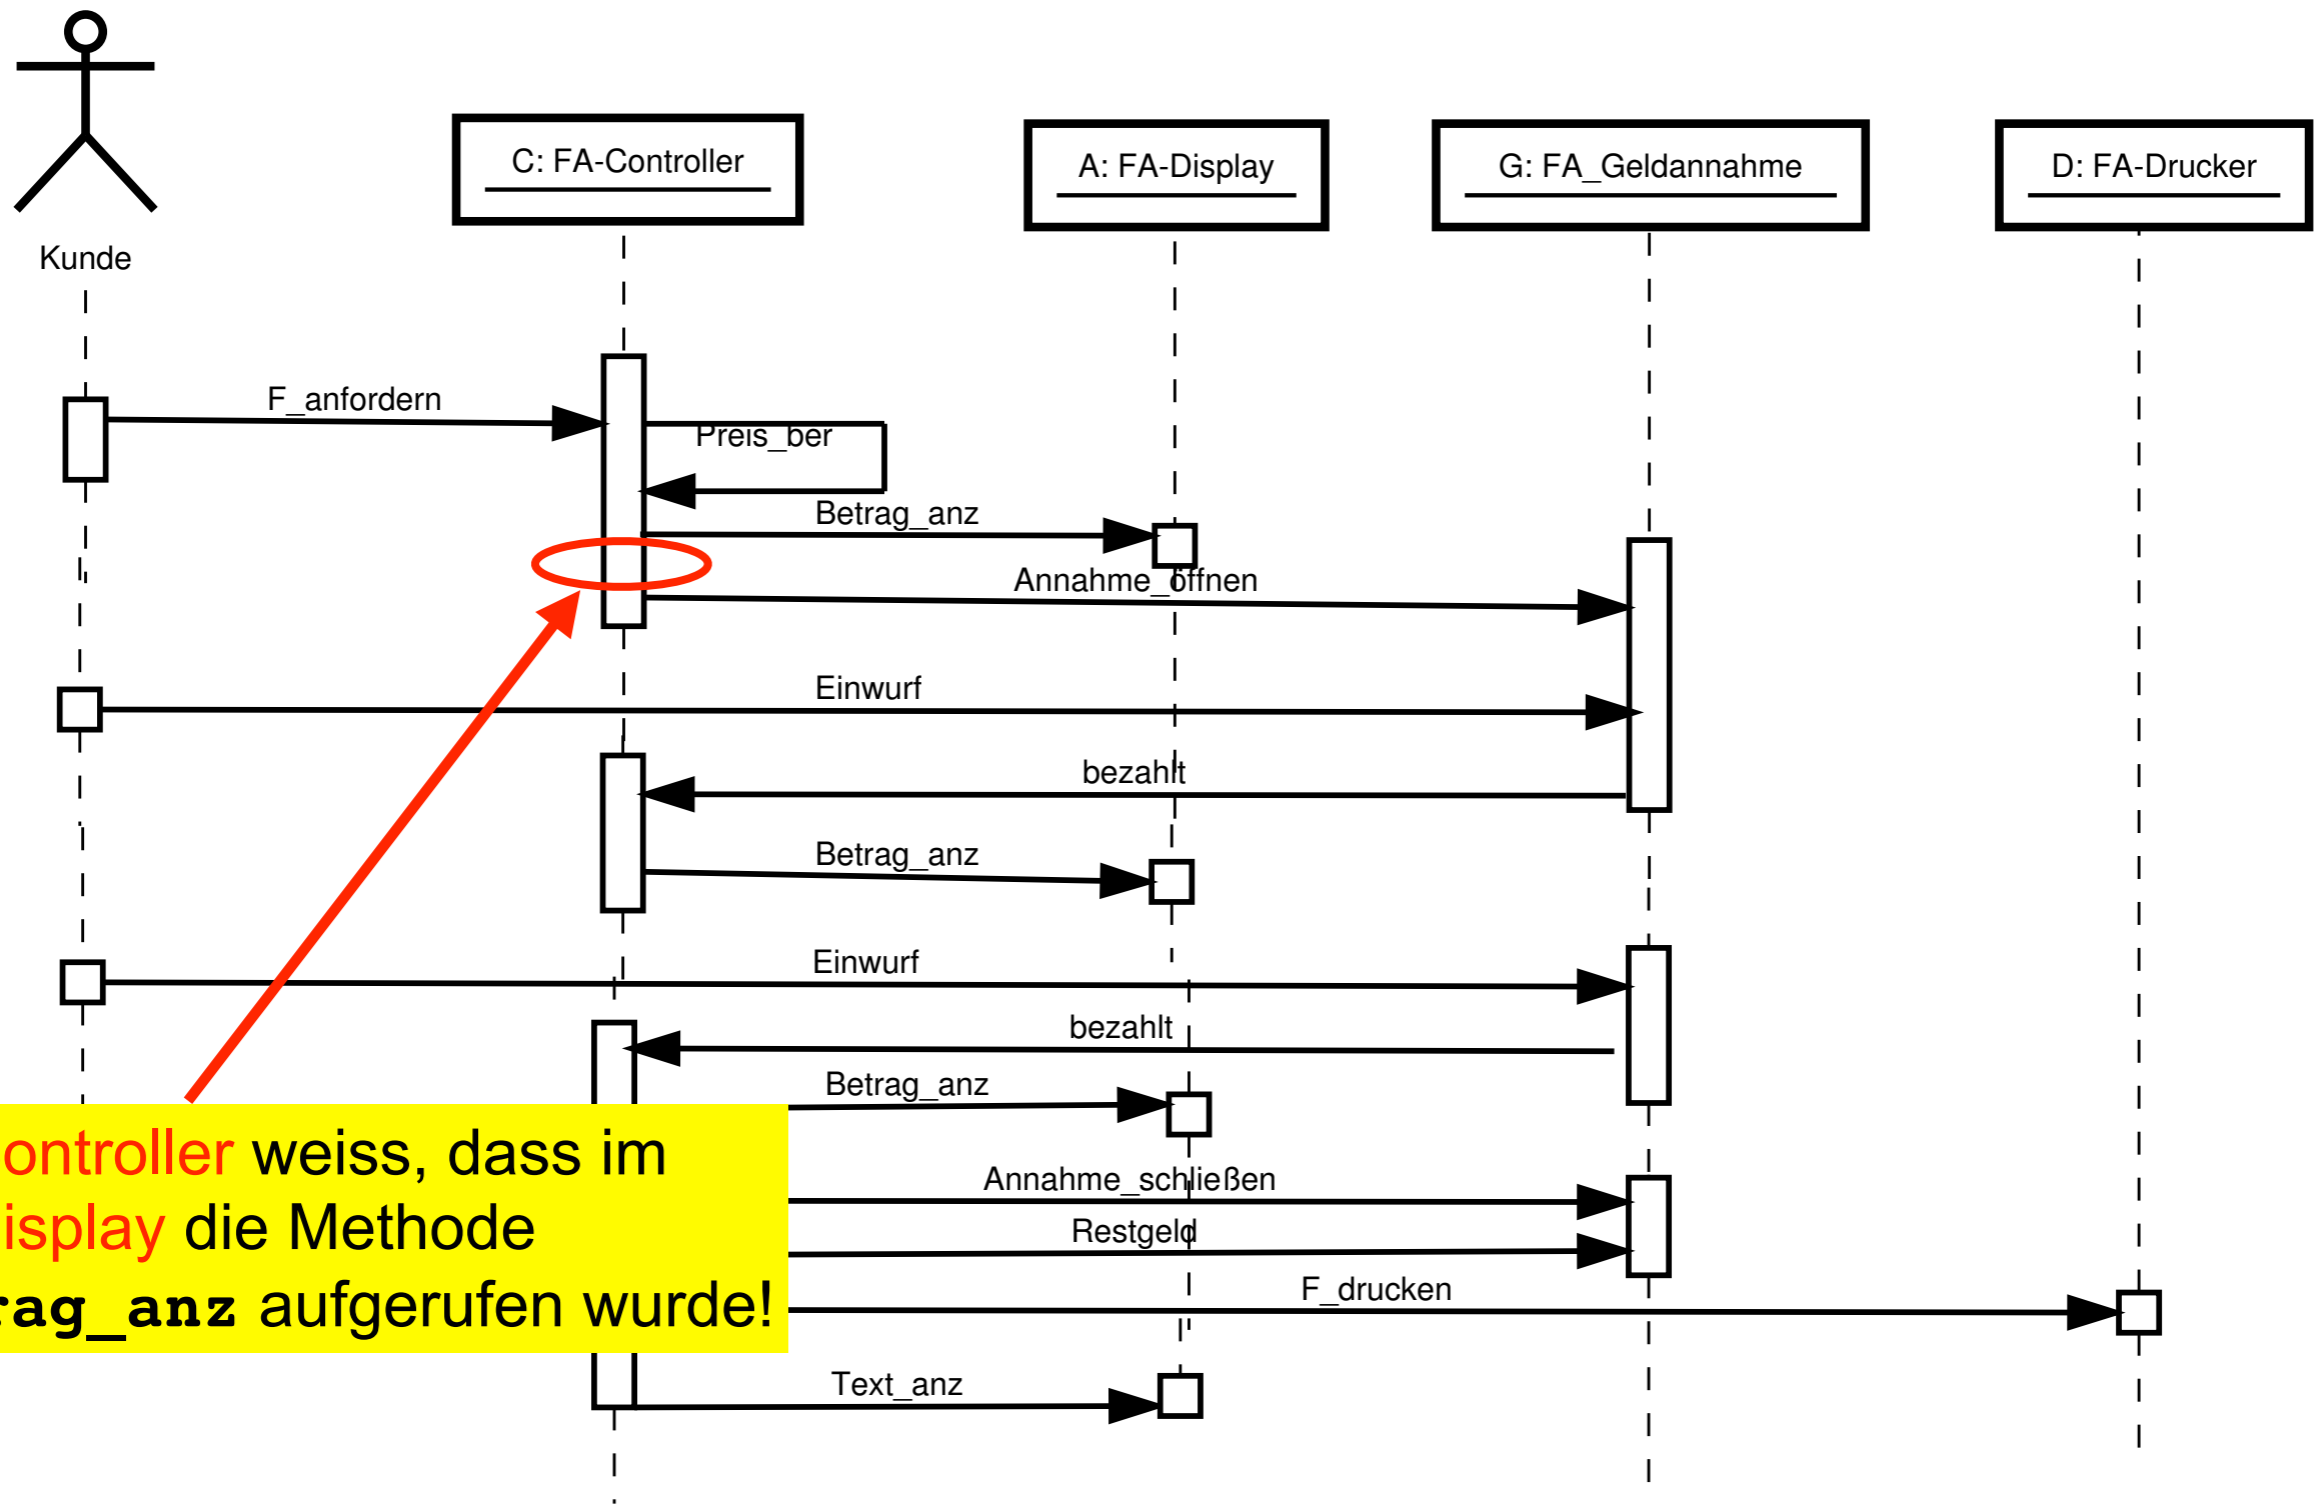 C: FA-Controller
A: FA-Display
G: FA_Geldannahme
D: FA-Drucker
Kunde
F_anfordern
Preis_ber
Betrag_anz
Annahme_öffnen
Einwurf
bezahlt
Betrag_anz
Einwurf
bezahlt
Betrag_anz
ontroller weiss, dass im
isplay die Methode
rag_anz aufgerufen wurde!
Annahme_schließen
Restgeld
F_drucken
Text_anz